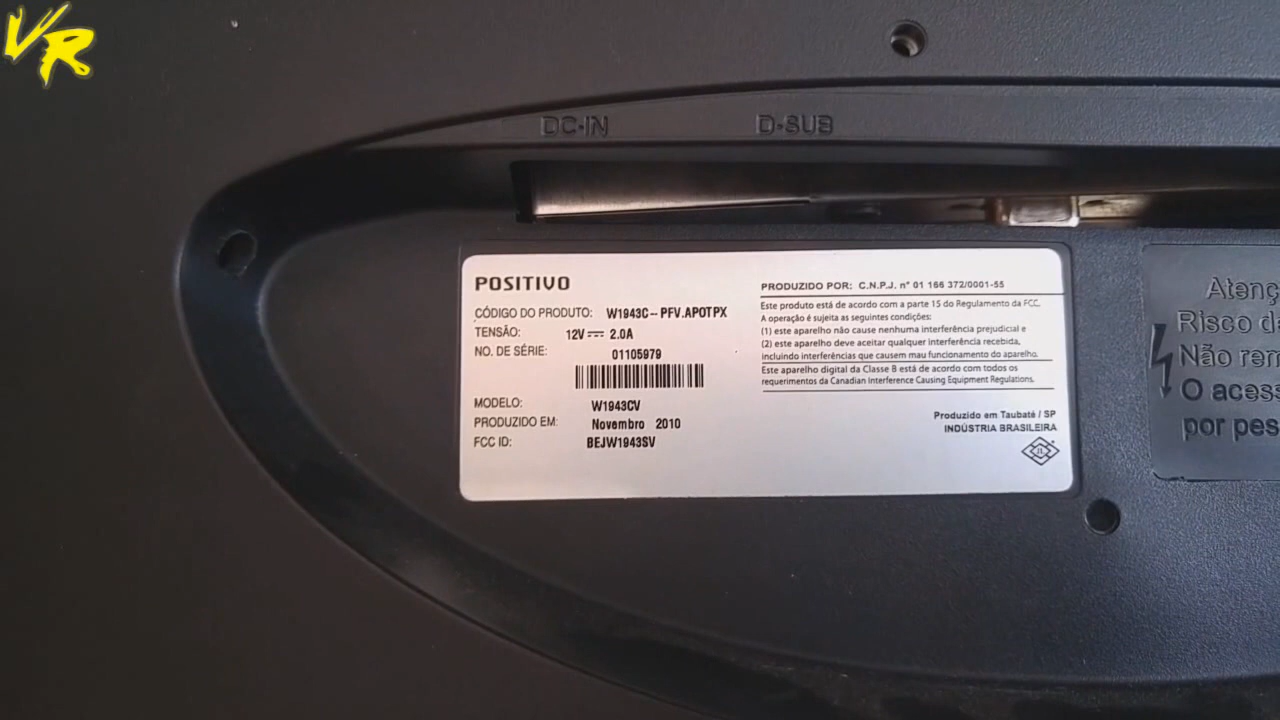 VR
DC-IN D-SUB
POSITIVO
CÓDIGO DO PRODUTO: W1943C-PFV.APOTPX
TENSÃO: 12V 2.0A
NO. DE SÉRIE: 01105979
MODELO: W1943CV
PRODUZIDO EM: Novembro 2010
FCC ID: BEJW1943SV
PRODUZIDO POR: C.N.P.J. nº 01 166 372/0001-55
Este produto está de acordo com a parte 15 do Regulamento da FCC.
A operação é sujeita as seguintes condições:
(1) este aparelho não cause nenhuma interferência prejudicial e
(2) este aparelho deve aceitar qualquer interferência recebida,
incluindo interferências que causem mau funcionamento do aparelho.
Este aparelho digital da Classe B está de acordo com todos os
requerimentos da Canadian Interference Causing Equipment Regulations.
Produzido em Taubaté / SP
INDÚSTRIA BRASILEIRA
Atenç
Risco da
Não rem
O acess
por pes